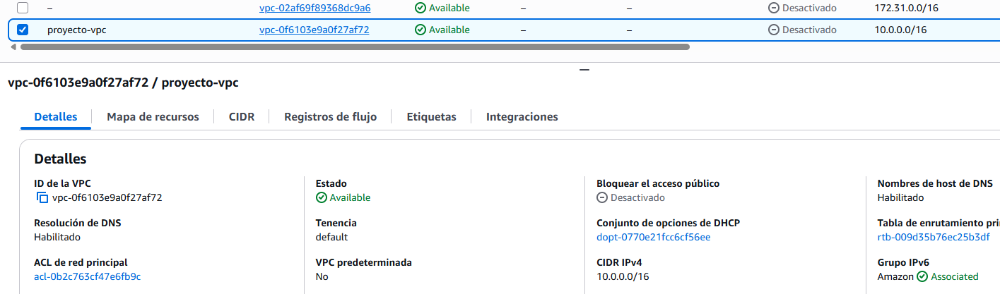 – vpc-02af69f89368dc9a6 Available – – Desactivado 172.31.0.0/16
proyecto-vpc vpc-0f6103e9a0f27af72 Available – – Desactivado 10.0.0.0/16
vpc-0f6103e9a0f27af72 / proyecto-vpc
Detalles Mapa de recursos CIDR Registros de flujo Etiquetas Integraciones
Detalles
ID de la VPC Estado Bloquear el acceso público Nombres de host de DNS
vpc-0f6103e9a0f27af72 Available Desactivado Habilitado
Resolución de DNS Tenencia Conjunto de opciones de DHCP Tabla de enrutamiento pri
Habilitado default dopt-0770e21fcc6cf56ee rtb-009d35b76ec25b3df
ACL de red principal VPC predeterminada CIDR IPv4 Grupo IPv6
acl-0b2c763cf47e6fb9c No 10.0.0.0/16 Amazon Associated